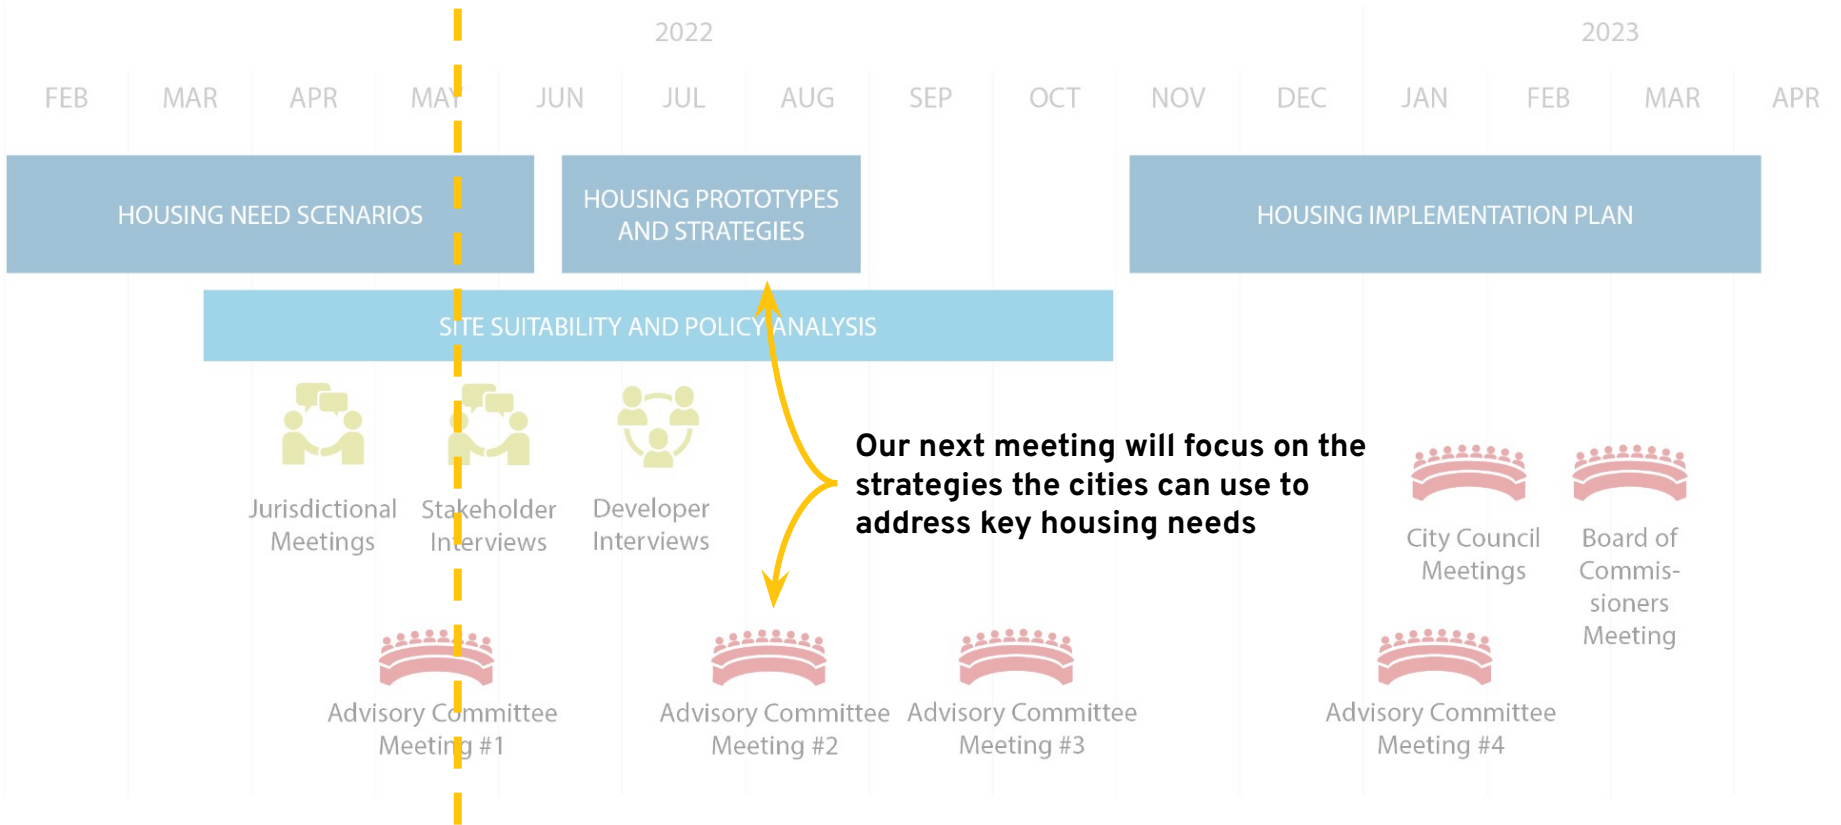 2022
2023
FEB
MAR
APR
MAY
JUN
JUL
AUG
SEP
OCT
NOV
DEC
JAN
FEB
MAR
APR
HOUSING NEED SCENARIOS
HOUSING PROTOTYPES
AND STRATEGIES
HOUSING IMPLEMENTATION PLAN
SITE SUITABILITY AND POLICY ANALYSIS
Jurisdictional
Meetings
Stakeholder
Interviews
Developer
Interviews
Our next meeting will focus on the
strategies the cities can use to
address key housing needs
City Council
Meetings
Board of
Commis-
sioners
Meeting
Advisory Committee
Meeting #1
Advisory Committee
Meeting #2
Advisory Committee
Meeting #3
Advisory Committee
Meeting #4